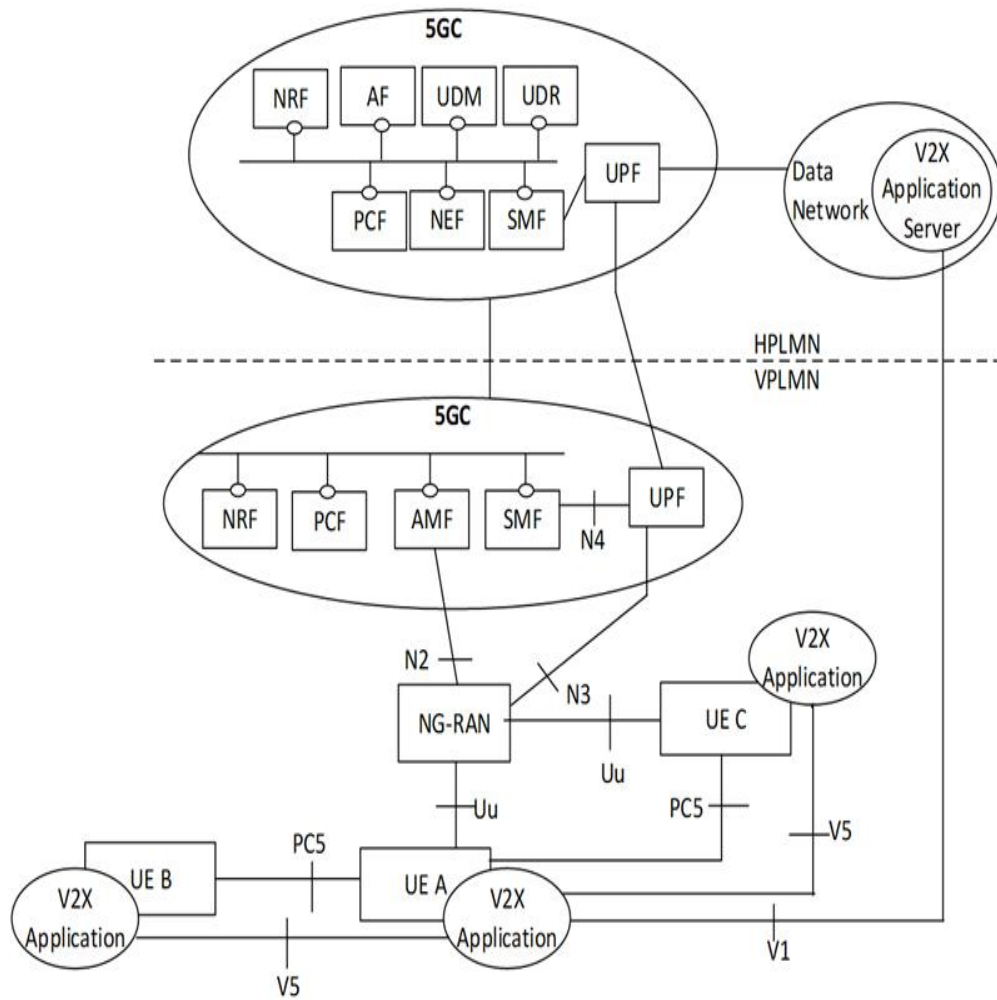 5GC
NRF
AF
UDM
UDR
PCF
NEF
SMF
UPF
Data
Network
V2X
Application
Server
HPLMN
VPLMN
5GC
NRF
PCF
AMF
SMF
N4
UPF
N2
N3
NG-RAN
Uu
UE C
V2X
Application
Uu
PC5
V5
UE B
V2X
Application
PC5
UE A
V2X
Application
V5
V1